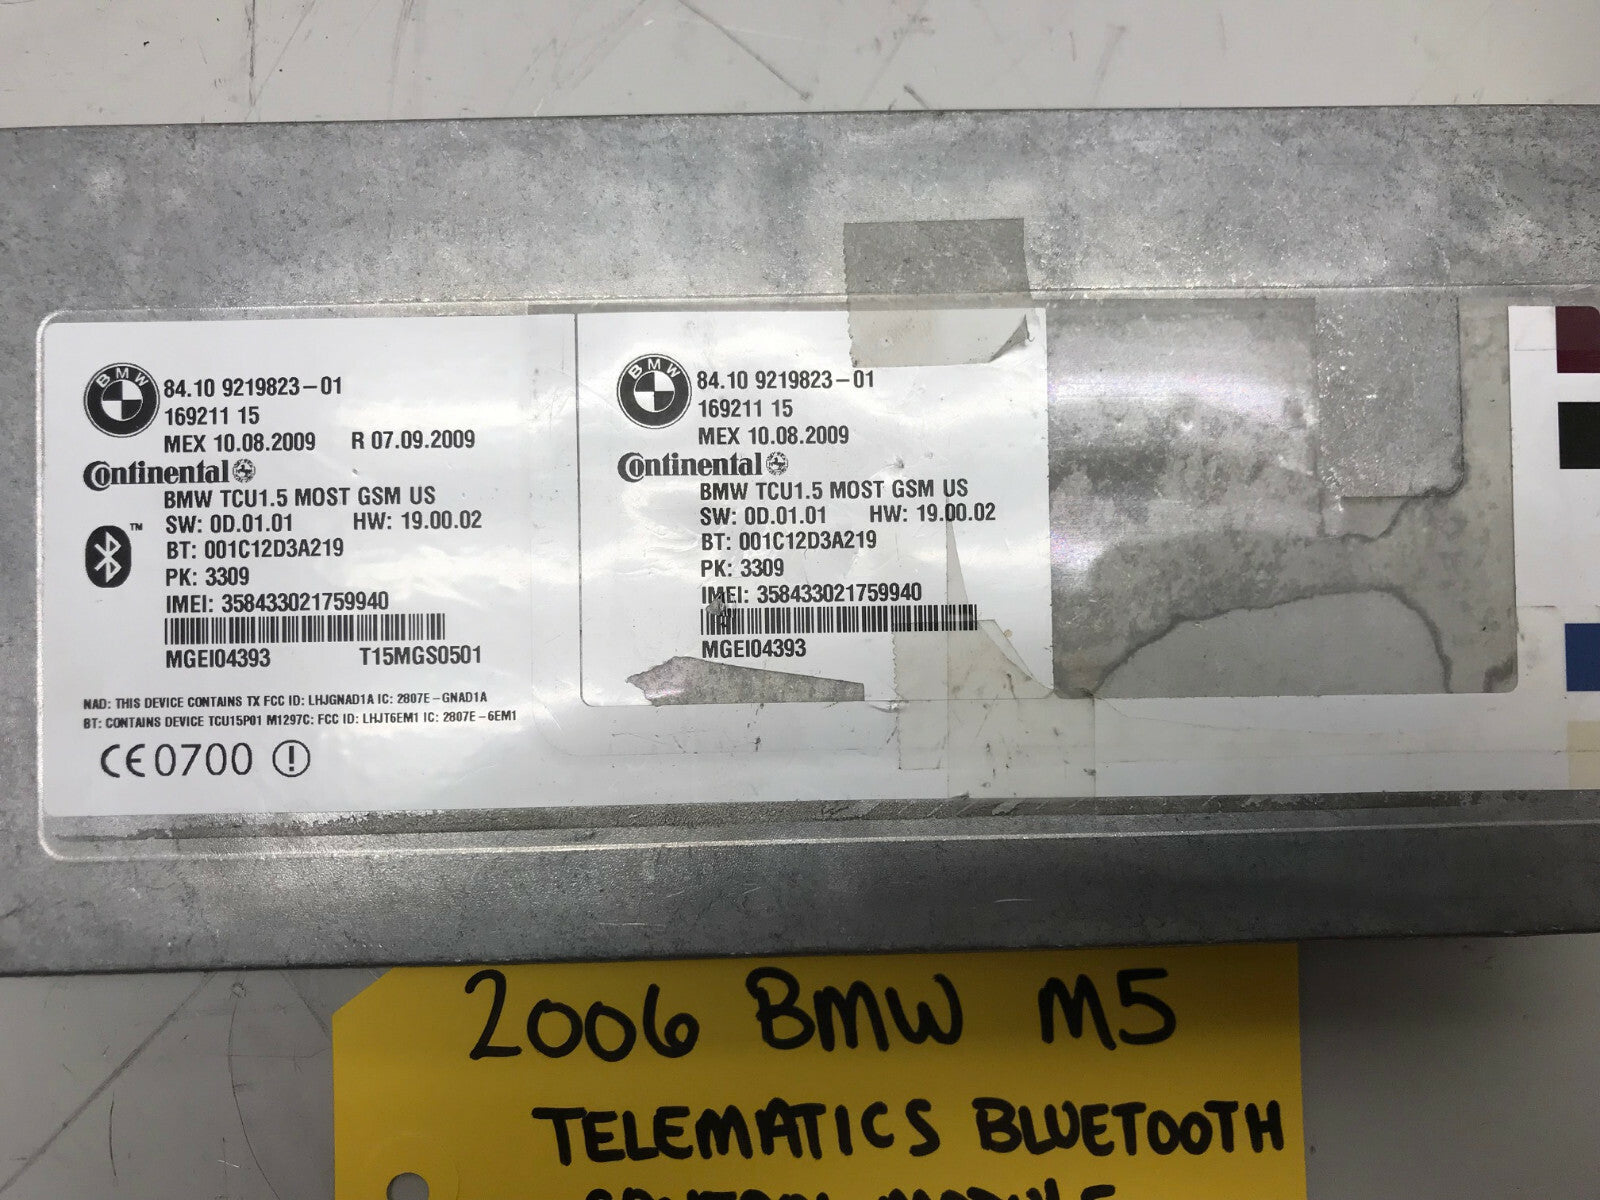 BMW
84.10 9219823-01
169211 15
MEX 10.08.2009 R 07.09.2009
Continental
BMW TCU1.5 MOST GSM US
SW: 0D.01.01 HW: 19.00.02
TM
BT: 001C12D3A219
PK: 3309
IMEI: 358433021759940
MGEI04393 T15MGS0501
NAD: THIS DEVICE CONTAINS TX FCC ID: LHJGNAD1A IC: 2807E-GNAD1A
BT: CONTAINS DEVICE TCU15P01 M1297C: FCC ID: LHJT6EM1 IC: 2807E-6EM1
CE0700
BMW
84.10 9219823-01
169211 15
MEX 10.08.2009
Continental
BMW TCU1.5 MOST GSM US
SW: 0D.01.01 HW: 19.00.02
BT: 001C12D3A219
PK: 3309
IMEI: 358433021759940
MGEI04393
2006 BMW M5
TELEMATICS BLUETOOTH
CONTROL MODULE